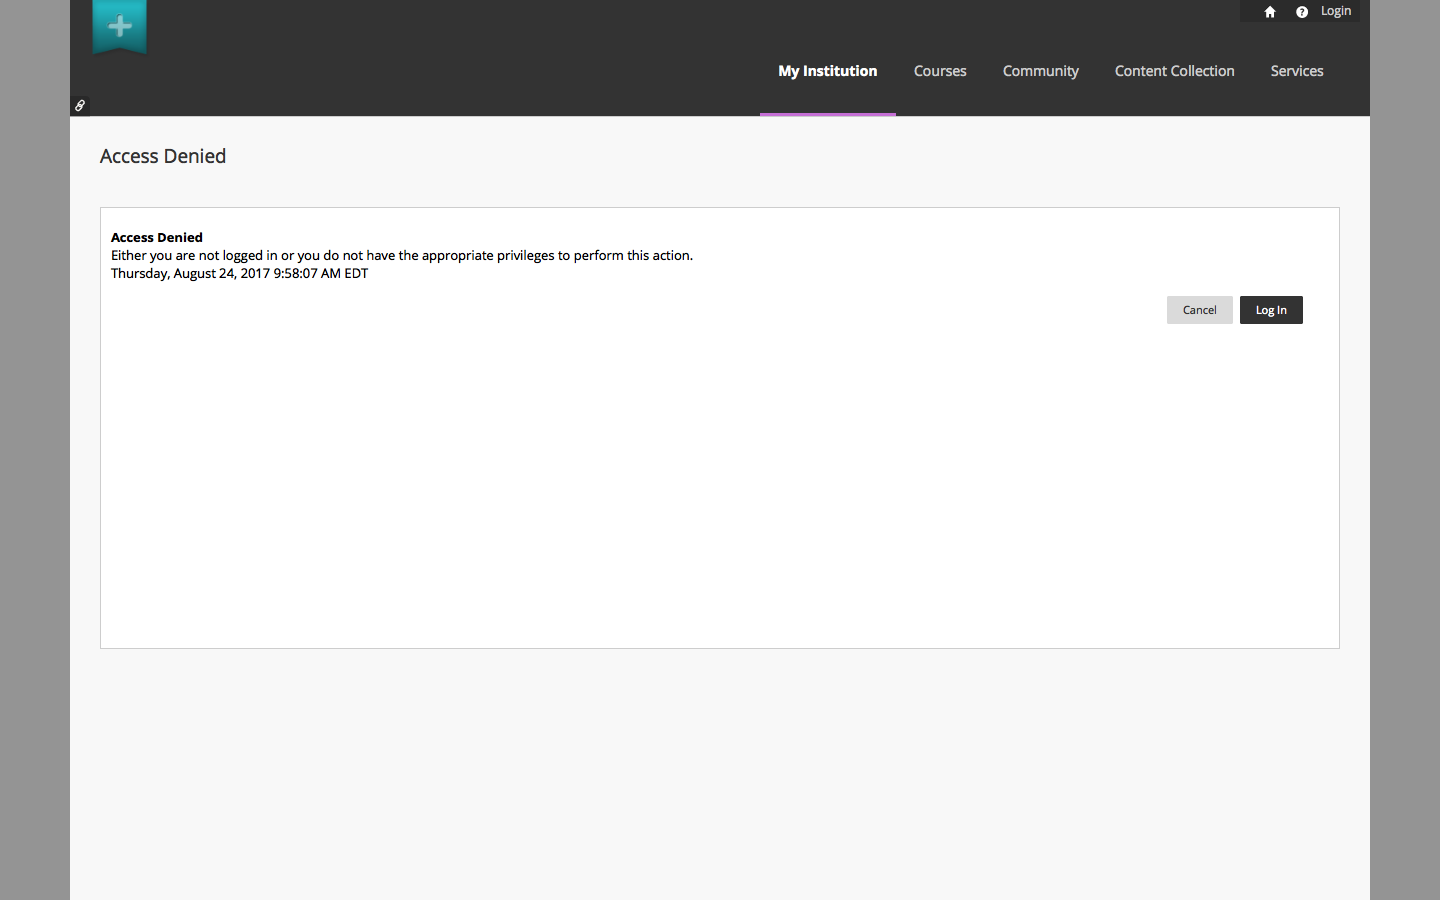 Login
My Institution Courses Community Content Collection Services
Access Denied
Access Denied
Either you are not logged in or you do not have the appropriate privileges to perform this action.
Thursday, August 24, 2017 9:58:07 AM EDT
Cancel Log In